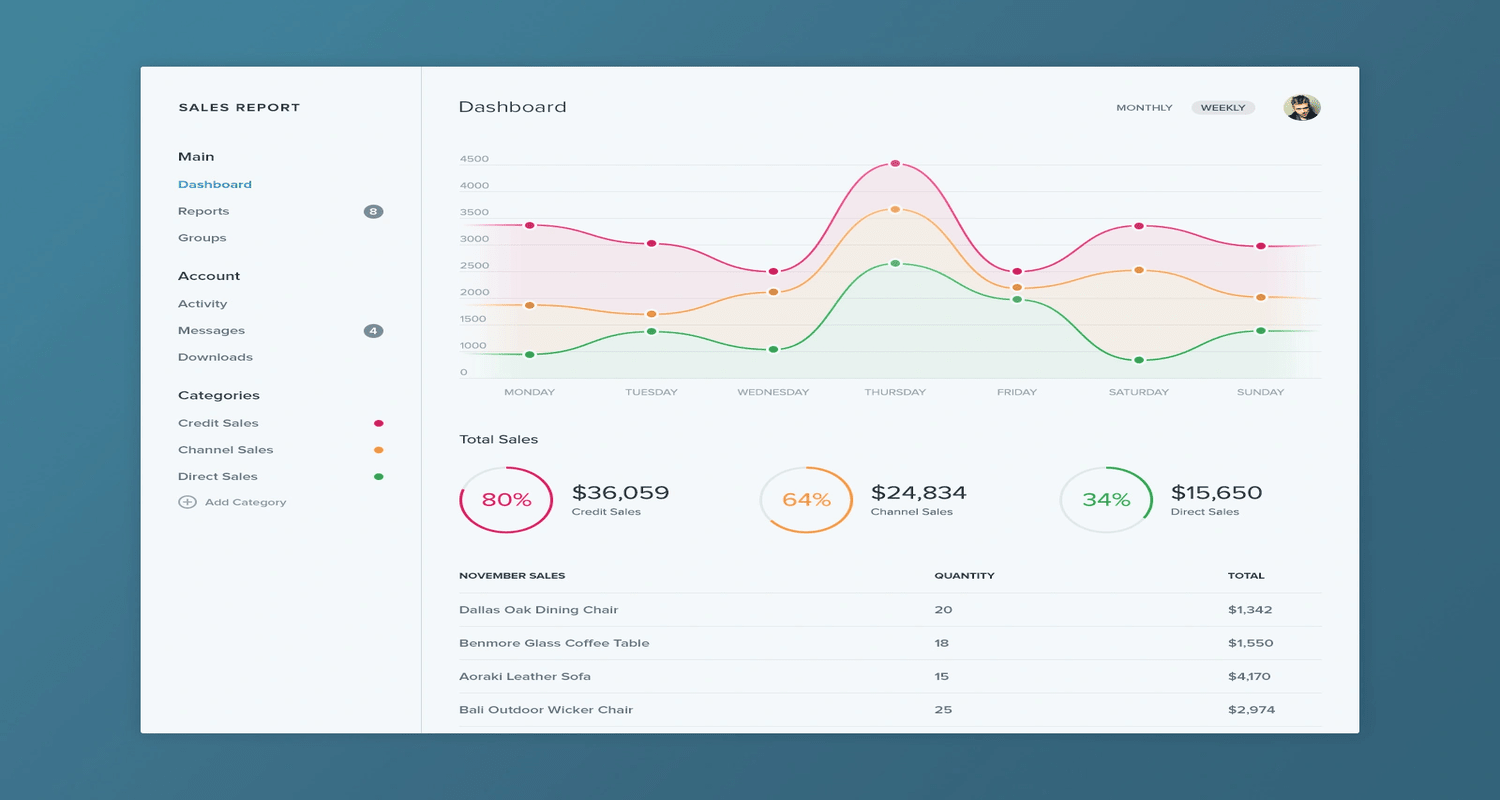 SALES REPORT
Main
Dashboard
Reports 8
Groups
Account
Activity
Messages 4
Downloads
Categories
Credit Sales
Channel Sales
Direct Sales
Add Category
Dashboard
MONTHLY WEEKLY
4500
4000
3500
3000
2500
2000
1500
1000
0
MONDAY TUESDAY WEDNESDAY THURSDAY FRIDAY SATURDAY SUNDAY
Total Sales
80%
$36,059
Credit Sales
64%
$24,834
Channel Sales
34%
$15,650
Direct Sales
NOVEMBER SALES QUANTITY TOTAL
Dallas Oak Dining Chair 20 $1,342
Benmore Glass Coffee Table 18 $1,550
Aoraki Leather Sofa 15 $4,170
Bali Outdoor Wicker Chair 25 $2,974